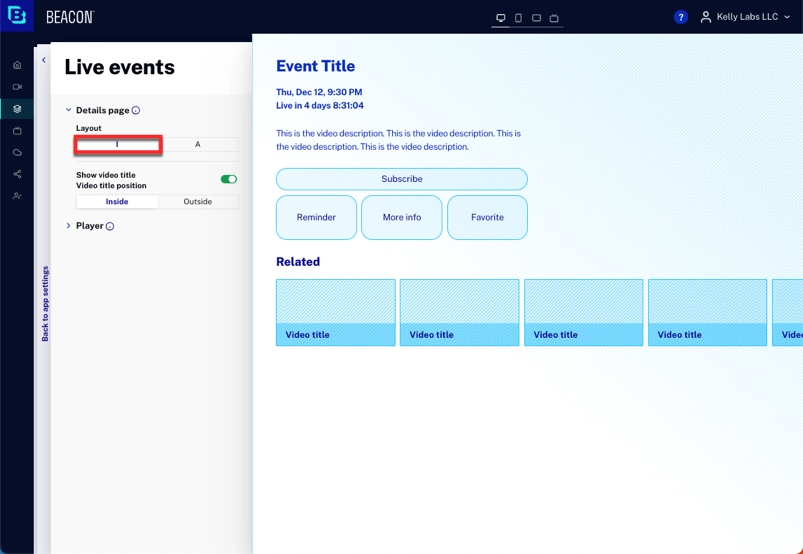 BEACON
?
Kelly Labs LLC
Live events
Details page
Layout
I
A
Show video title
Video title position
Inside
Outside
Player
Back to app settings
Event Title
Thu, Dec 12, 9:30 PM
Live in 4 days 8:31:04
This is the video description. This is the video description. This is
the video description. This is the video description.
Subscribe
Reminder
More info
Favorite
Related
Video title
Video title
Video title
Video title
Video